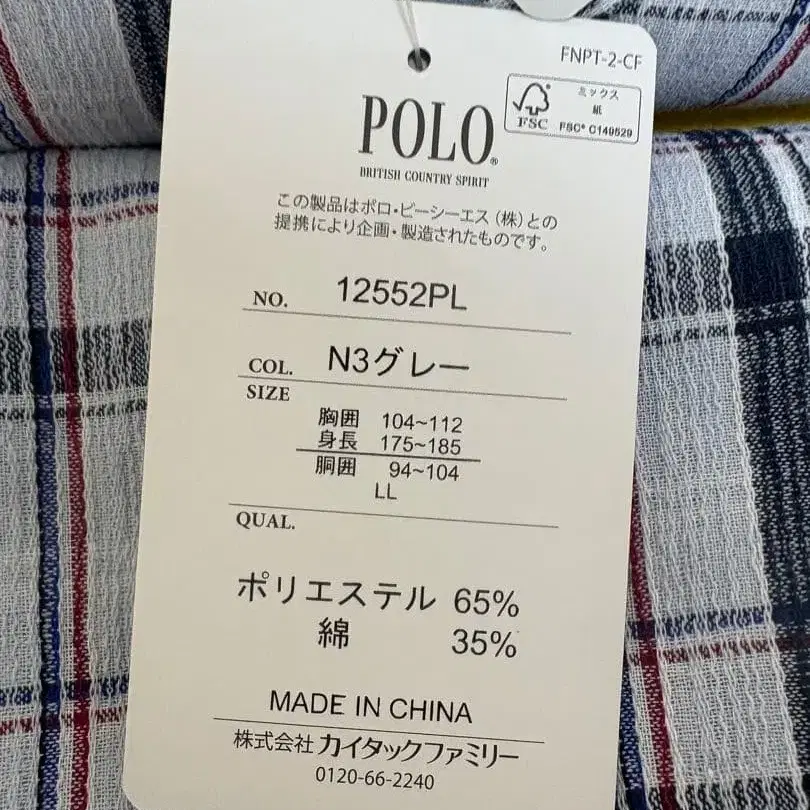 FNPT-2-CF
ミックス
紙
FSC
FSC® C149529
POLO®
BRITISH COUNTRY SPIRIT
この製品はポロ・ビーシーエス(株)との
提携により企画・製造されたものです。
NO. 12552PL
COL. N3グレー
SIZE
胸囲 104~112
身長 175~185
胴囲 94~104
LL
QUAL.
ポリエステル 65%
綿 35%
MADE IN CHINA
株式会社 カイタックファミリー
0120-66-2240